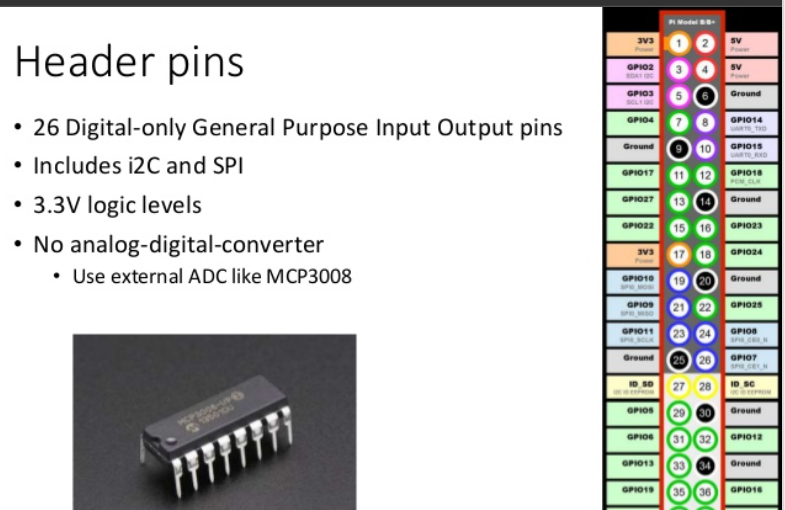 Header pins
• 26 Digital-only General Purpose Input Output pins
• Includes i2C and SPI
• 3.3V logic levels
• No analog-digital-converter
• Use external ADC like MCP3008
Pi Model B/B+
3V3 Power 1 2 5V Power
GPIO2 SDA1 I2C 3 4 5V Power
GPIO3 SCL1 I2C 5 6 Ground
GPIO4 7 8 GPIO14 UART0_TXD
Ground 9 10 GPIO15 UART0_RXD
GPIO17 11 12 GPIO18 PCM_CLK
GPIO27 13 14 Ground
GPIO22 15 16 GPIO23
3V3 Power 17 18 GPIO24
GPIO10 SPI0_MOSI 19 20 Ground
GPIO9 SPI0_MISO 21 22 GPIO25
GPIO11 SPI0_SCLK 23 24 GPIO8 SPI0_CE0_N
Ground 25 26 GPIO7 SPI0_CE1_N
ID_SD I2C ID EEPROM 27 28 ID_SC I2C ID EEPROM
GPIO5 29 30 Ground
GPIO6 31 32 GPIO12
GPIO13 33 34 Ground
GPIO19 35 36 GPIO16